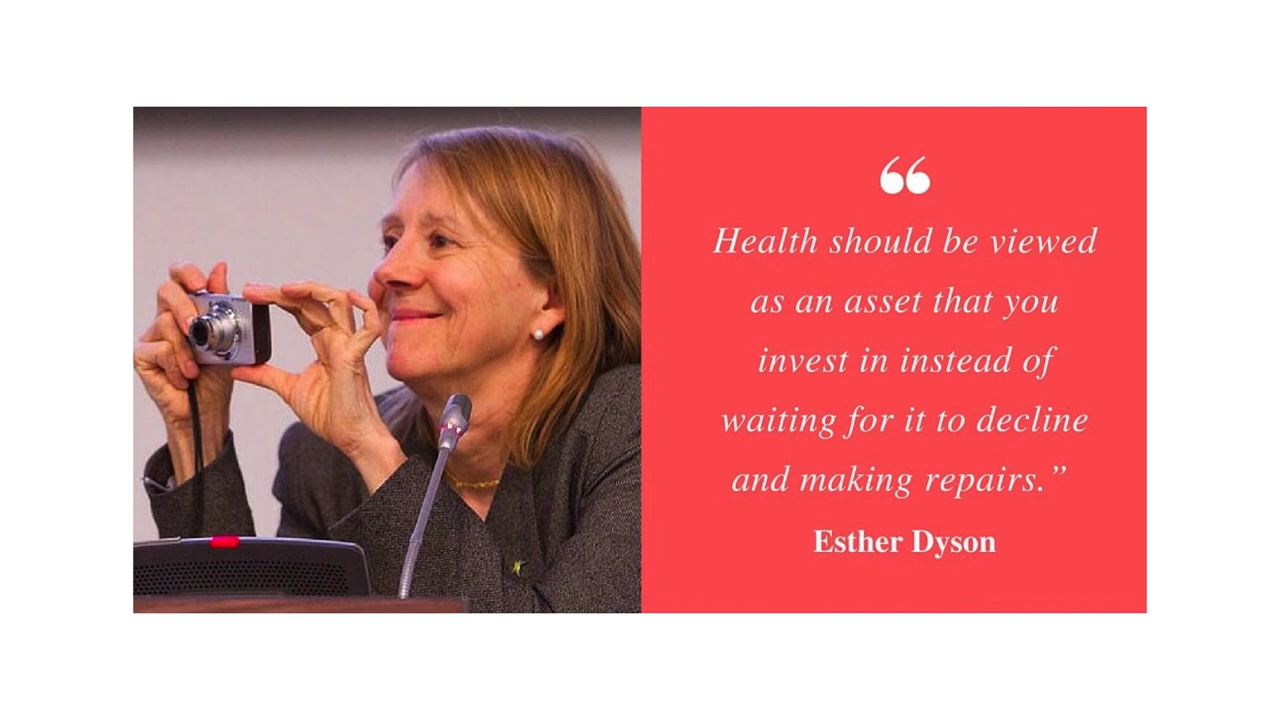 “
Health should be viewed
as an asset that you
invest in instead of
waiting for it to decline
and making repairs.”
Esther Dyson